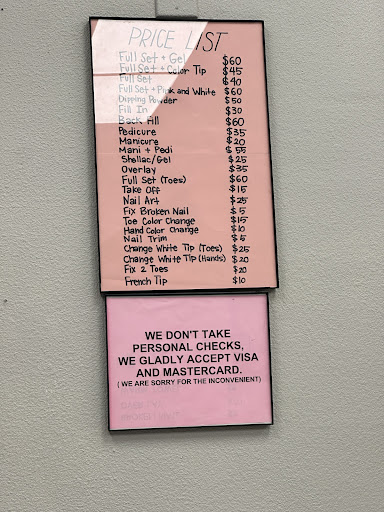 PRICE LIST
Full Set + Gel $60
Full Set + Color Tip $45
Full Set $40
Full Set + Pink and White $60
Dipping Powder $50
Fill In $30
Back Fill $60
Pedicure $35
Manicure $20
Mani + Pedi $55
Shellac/Gel $25
Overlay $35
Full Set (Toes) $60
Take Off $15
Nail Art $25
Fix Broken Nail $5
Toe Color Change $15
Hand Color Change $10
Nail Trim $5
Change White Tip (Toes) $25
Change White Tip (Hands) $20
Fix 2 Toes $20
French Tip $10
WE DON'T TAKE
PERSONAL CHECKS,
WE GLADLY ACCEPT VISA
AND MASTERCARD.
( WE ARE SORRY FOR THE INCONVENIENT)